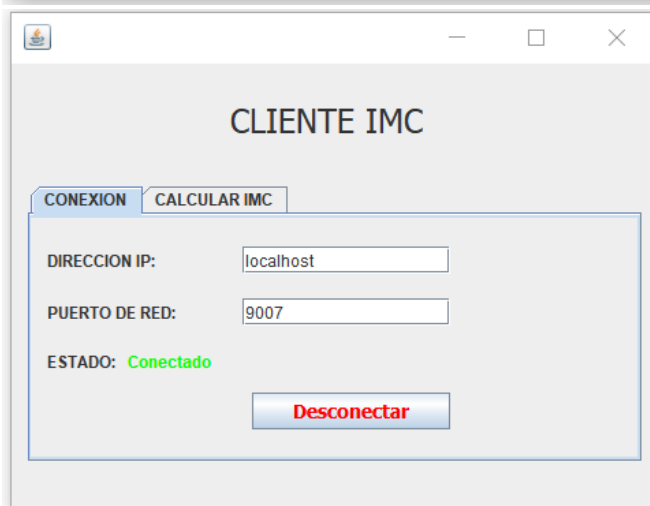 CLIENTE IMC
CONEXION CALCULAR IMC
DIRECCION IP: localhost
PUERTO DE RED: 9007
ESTADO: Conectado
Desconectar